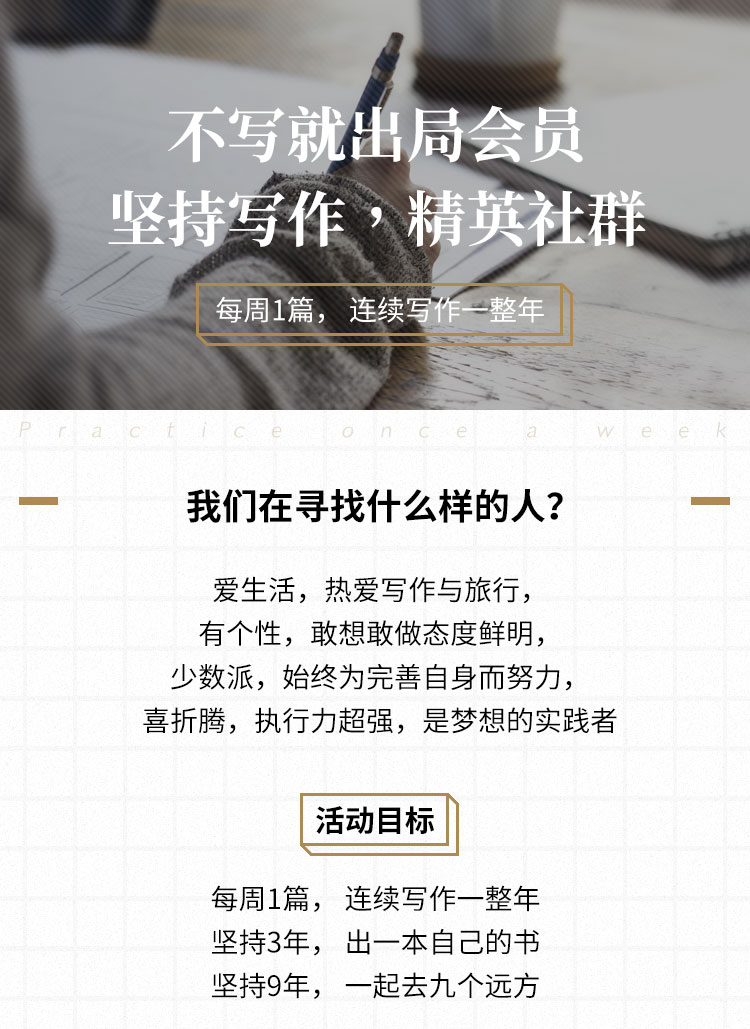 不写就出局会员
坚持写作，精英社群
每周1篇， 连续写作一整年
Practice once a week
我们在寻找什么样的人?
爱生活，热爱写作与旅行，
有个性，敢想敢做态度鲜明，
少数派，始终为完善自身而努力，
喜折腾，执行力超强，是梦想的实践者
活动目标
每周1篇， 连续写作一整年
坚持3年， 出一本自己的书
坚持9年， 一起去九个远方